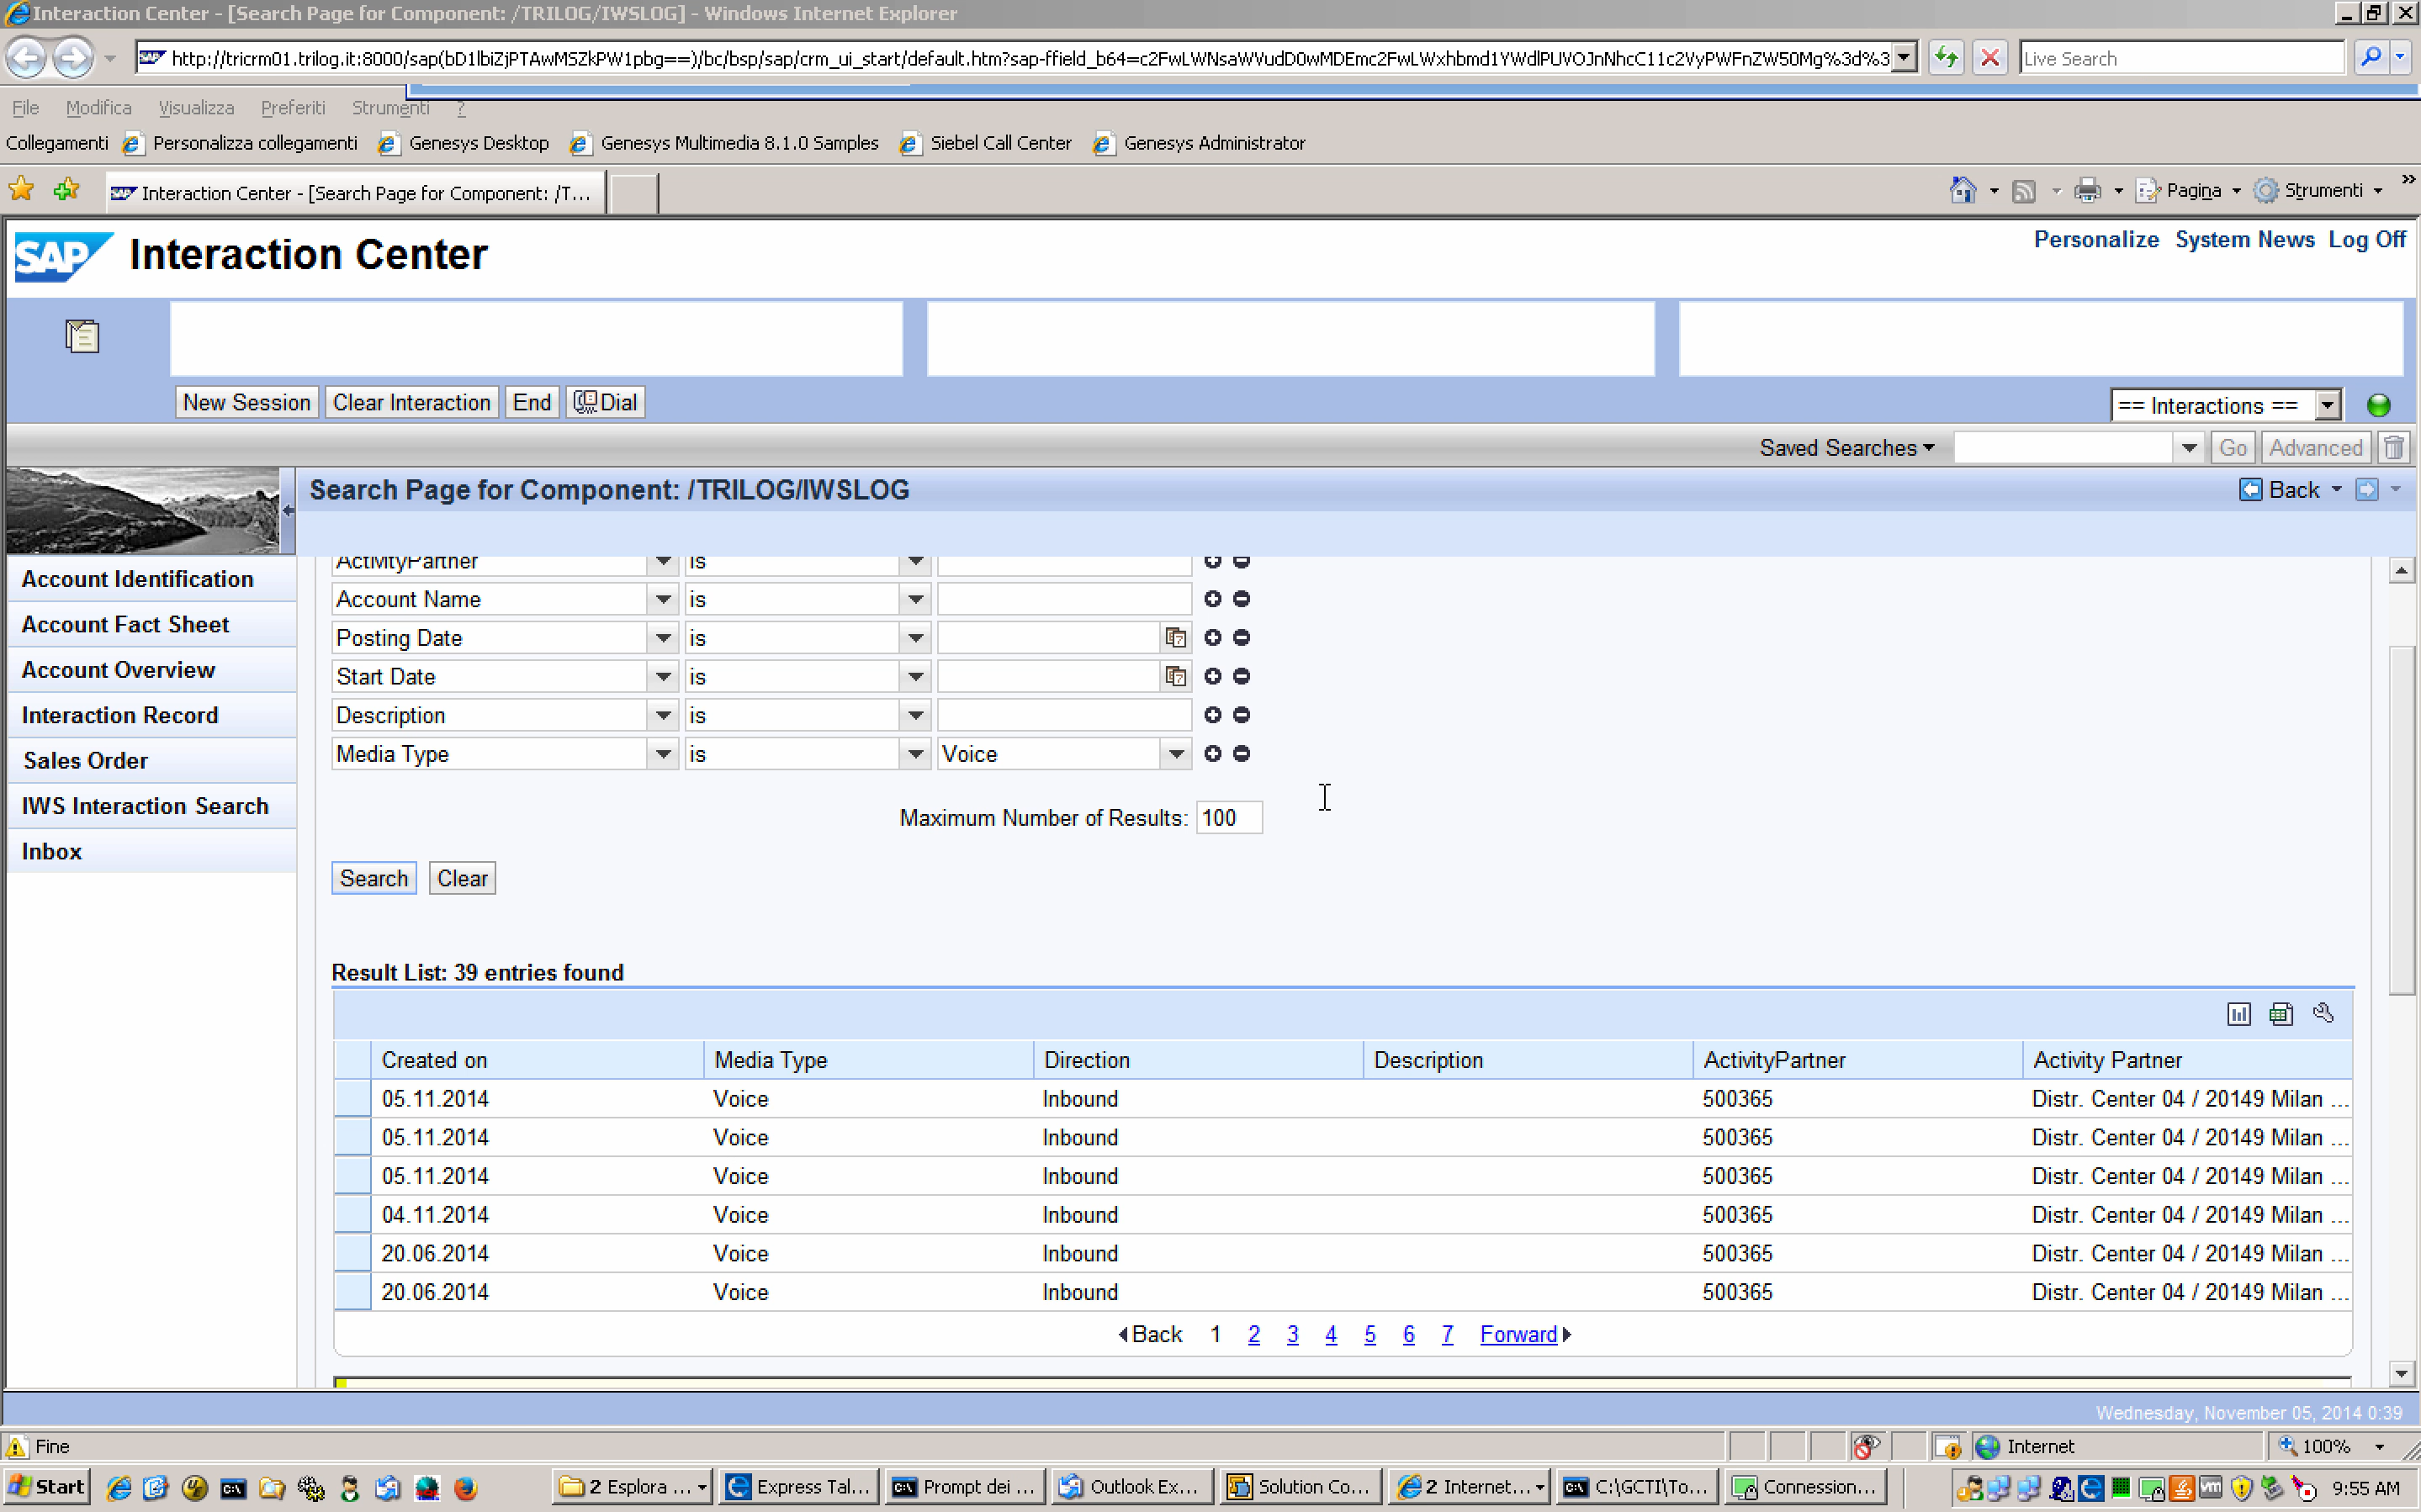 Interaction Center - [Search Page for Component: /TRILOG/IWSLOG] - Windows Internet Explorer
http://tricrm01.trilog.it:8000/sap(bD1lbiZjPTAwMSZkPW1pbg==)/bc/bsp/sap/crm_ui_start/default.htm?sap-ffield_b64=c2FwLWNsaWVudD0wMDEmc2FwLWxhbmd1YWdlPUVOJnNhcC11c2VyPWFnZW50Mg%3d%3
Live Search
File Modifica Visualizza Preferiti Strumenti ?
Collegamenti Personalizza collegamenti Genesys Desktop Genesys Multimedia 8.1.0 Samples Siebel Call Center Genesys Administrator
SAP Interaction Center - [Search Page for Component: /T... Pagina Strumenti »
SAP Interaction Center
Personalize System News Log Off
New Session Clear Interaction End Dial
== Interactions ==
Saved Searches Go Advanced
Search Page for Component: /TRILOG/IWSLOG
Back
Account Identification
Account Fact Sheet
Account Overview
Interaction Record
Sales Order
IWS Interaction Search
Inbox
ActivityPartner is
Account Name is
Posting Date is
Start Date is
Description is
Media Type is Voice
Maximum Number of Results: 100
Search Clear
Result List: 39 entries found
Created on Media Type Direction Description ActivityPartner Activity Partner
05.11.2014 Voice Inbound 500365 Distr. Center 04 / 20149 Milan ...
05.11.2014 Voice Inbound 500365 Distr. Center 04 / 20149 Milan ...
05.11.2014 Voice Inbound 500365 Distr. Center 04 / 20149 Milan ...
04.11.2014 Voice Inbound 500365 Distr. Center 04 / 20149 Milan ...
20.06.2014 Voice Inbound 500365 Distr. Center 04 / 20149 Milan ...
20.06.2014 Voice Inbound 500365 Distr. Center 04 / 20149 Milan ...
Back 1 2 3 4 5 6 7 Forward
Wednesday, November 05, 2014 0:39
Fine Internet 100%
Start 2 Esplora ... Express Tal... Prompt dei ... Outlook Ex... Solution Co... 2 Internet... C:\GCTI\To... Connession... 9:55 AM